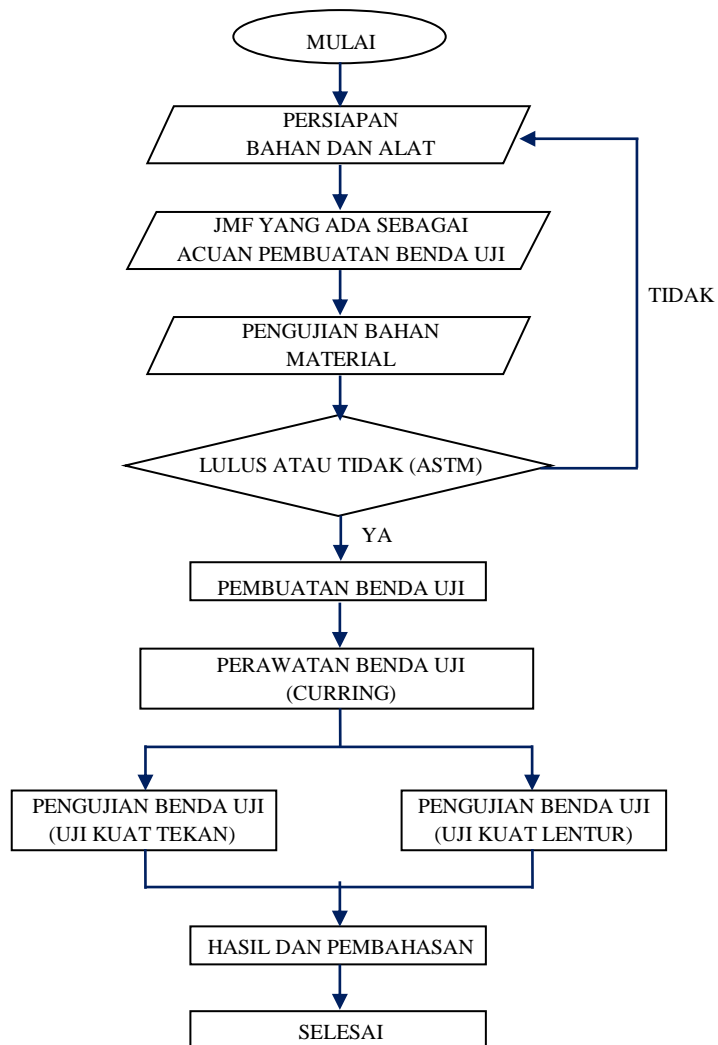 MULAI
PERSIAPAN
BAHAN DAN ALAT
JMF YANG ADA SEBAGAI
ACUAN PEMBUATAN BENDA UJI
TIDAK
PENGUJIAN BAHAN
MATERIAL
LULUS ATAU TIDAK (ASTM)
YA
PEMBUATAN BENDA UJI
PERAWATAN BENDA UJI
(CURRING)
PENGUJIAN BENDA UJI
(UJI KUAT TEKAN)
PENGUJIAN BENDA UJI
(UJI KUAT LENTUR)
HASIL DAN PEMBAHASAN
SELESAI